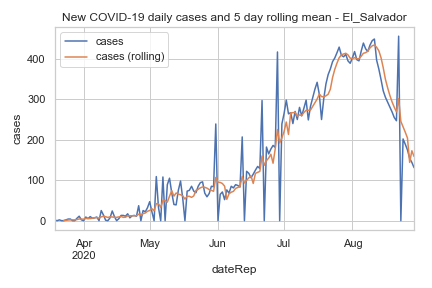 New COVID-19 daily cases and 5 day rolling mean - El_Salvador
cases
cases (rolling)
400
300
200
100
0
cases
Apr
2020
May
Jun
Jul
Aug
dateRep